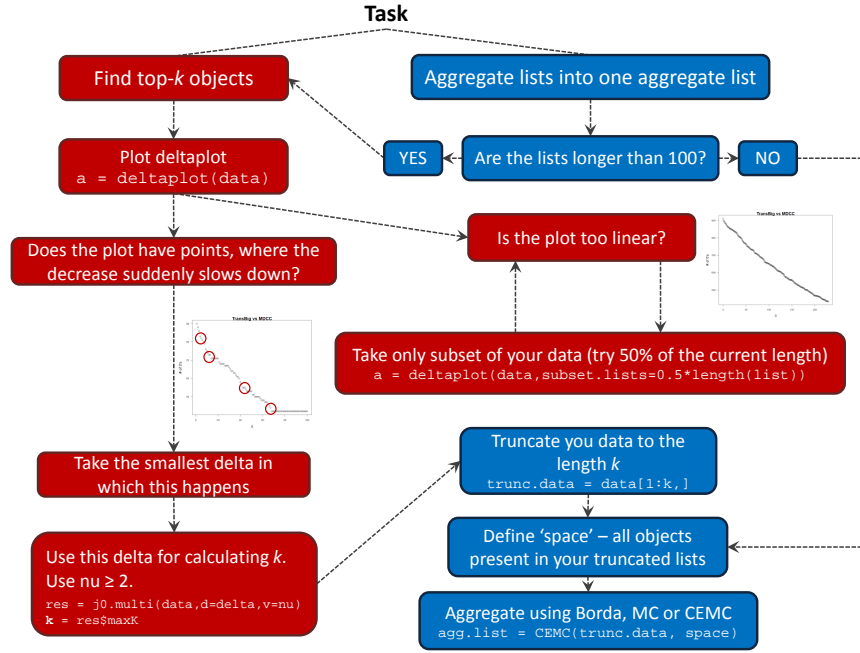 Task
Find top-k objects
Aggregate lists into one aggregate list
YES
Are the lists longer than 100?
NO
Plot deltaplot
a = deltaplot(data)
Does the plot have points, where the
decrease suddenly slows down?
Is the plot too linear?
TransBig vs MDCC
TransBig vs MDCC
Take only subset of your data (try 50% of the current length)
a = deltaplot(data,subset.lists=0.5*length(list))
Take the smallest delta in
which this happens
Truncate you data to the
length k
trunc.data = data[1:k,]
Use this delta for calculating k.
Use nu ≥ 2.
res = j0.multi(data,d=delta,v=nu)
k = res$maxK
Define ‘space’ – all objects
present in your truncated lists
Aggregate using Borda, MC or CEMC
agg.list = CEMC(trunc.data, space)